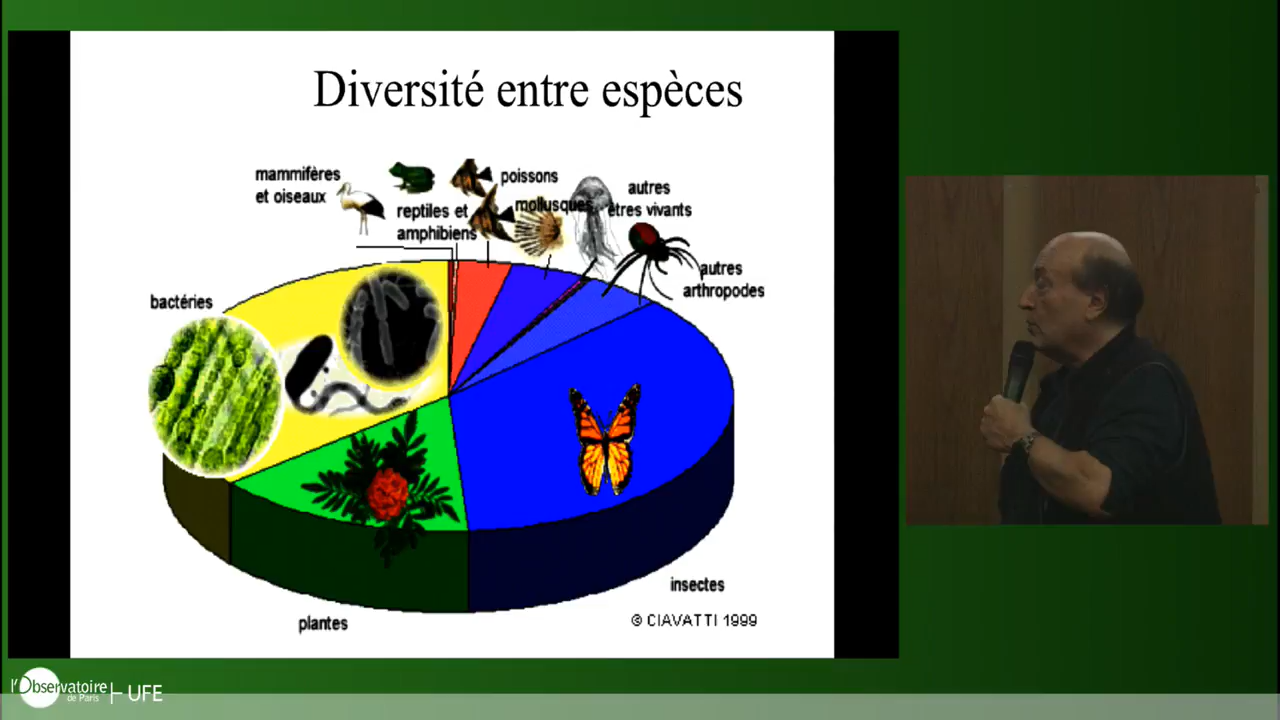 Diversité entre espèces
mammifères
et oiseaux
reptiles et
amphibiens
poissons
mollusques
autres
êtres vivants
autres
arthropodes
bactéries
insectes
plantes
© CIAVATTI 1999
l'Observatoire
de Paris
UFE